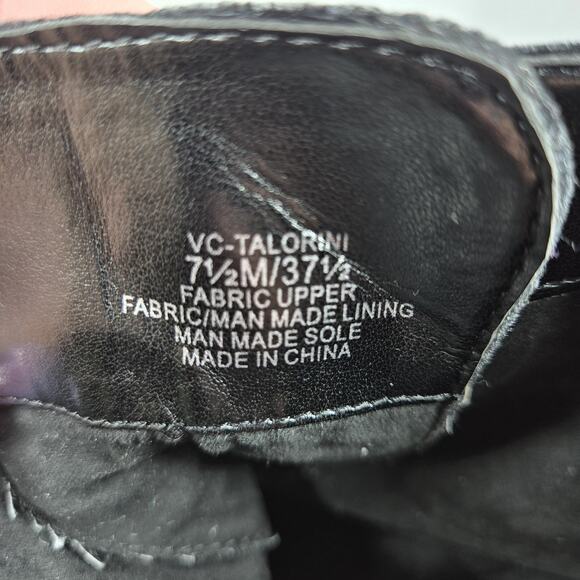 VC-TALORINI
7½M/37½
FABRIC UPPER
FABRIC/MAN MADE LINING
MAN MADE SOLE
MADE IN CHINA